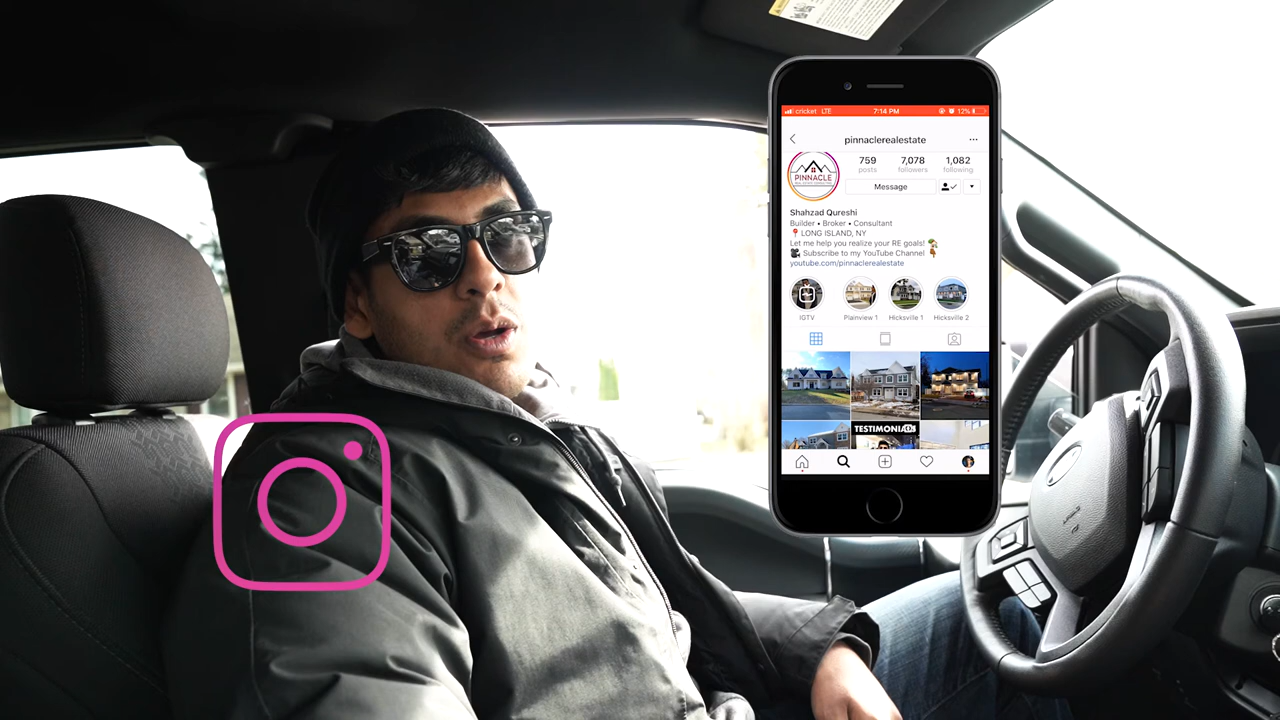 cricket LTE 7:14 PM 12%
pinnaclerealestate
759 7,078 1,082
posts followers following
PINNACLE
Message
Shahzad Qureshi
Builder • Broker • Consultant
📍 LONG ISLAND, NY
Let me help you realize your RE goals!
🎥 Subscribe to my YouTube Channel
youtube.com/pinnaclerealestate
IGTV Plainview 1 Hicksville 1 Hicksville 2
TESTIMONIALS